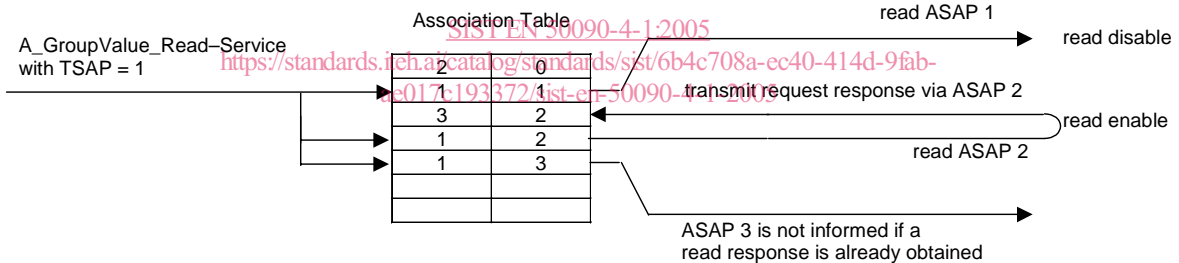 Association Table
read ASAP 1
SIST EN 50090-4-1:2005
A_GroupValue_Read–Service
with TSAP = 1
read disable
https://standards.iteh.ai/catalog/standards/sist/6b4c708a-ec40-414d-9fab-
ae017c193372/sist-en-50090-4-1-2005
2 0
1 1
transmit request response via ASAP 2
3 2
read enable
1 2
read ASAP 2
1 3
ASAP 3 is not informed if a
read response is already obtained